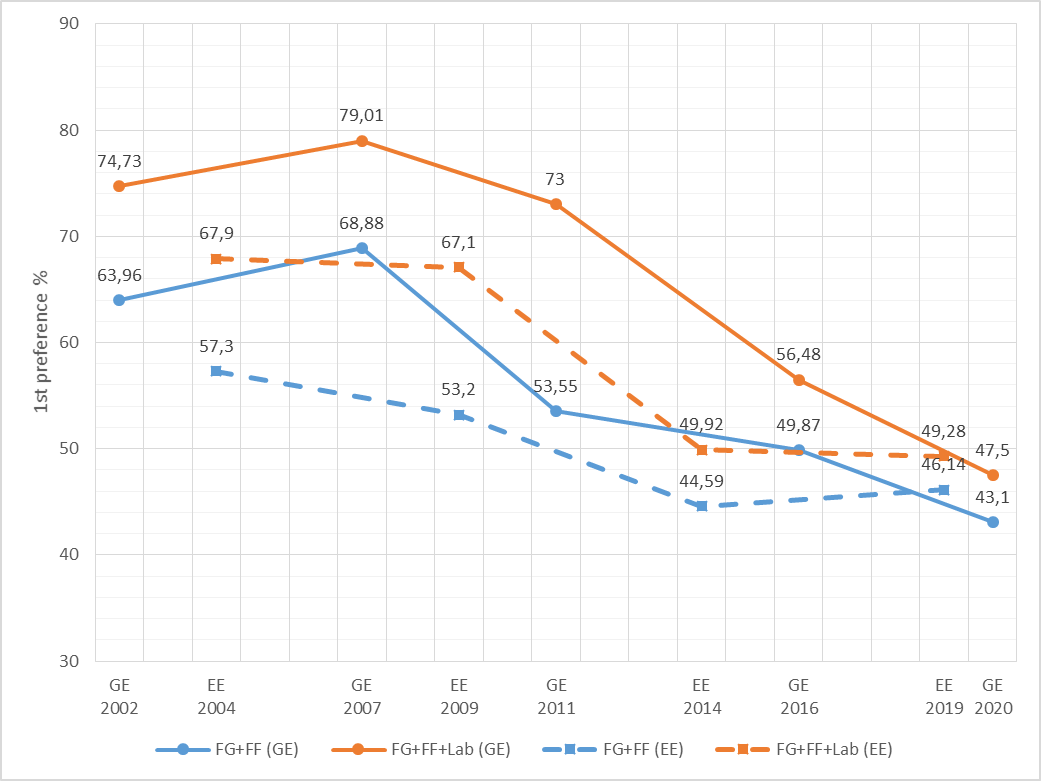 90
80
70
60
50
40
30
1st preference %
74,73
79,01
73
56,48
47,5
63,96
68,88
53,55
49,87
43,1
67,9
67,1
49,92
49,28
57,3
53,2
44,59
46,14
GE
2002
EE
2004
GE
2007
EE
2009
GE
2011
EE
2014
GE
2016
EE
2019
GE
2020
FG+FF (GE)
FG+FF+Lab (GE)
FG+FF (EE)
FG+FF+Lab (EE)